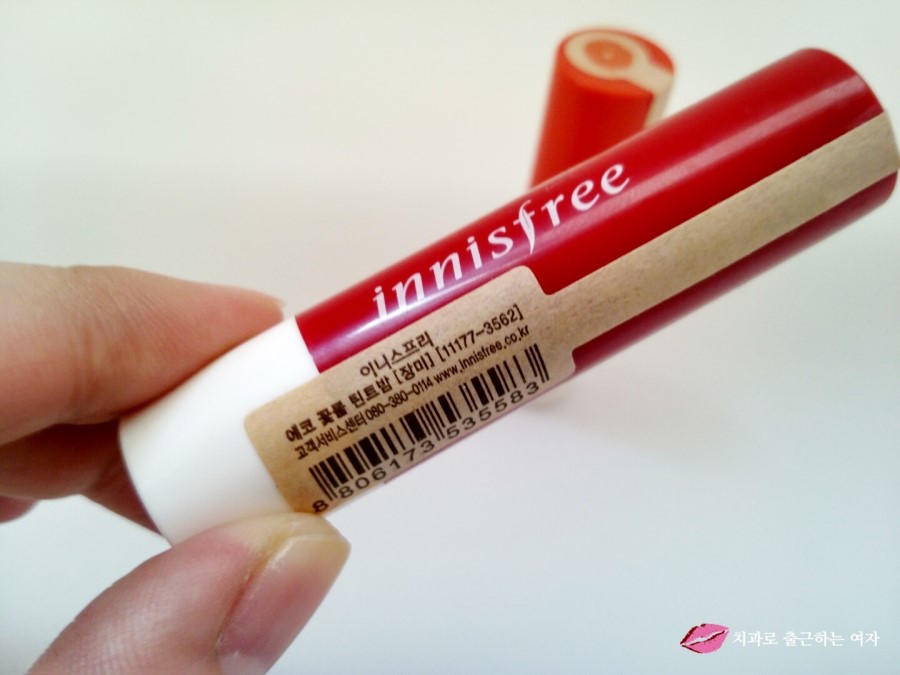 innisfree
이니스프리
에코 꽃물 틴트밤 [장미] [11177-3562]
고객서비스센터 080-380-0114 www.innisfree.co.kr
8 806173 535583
치과로 출근하는 여자